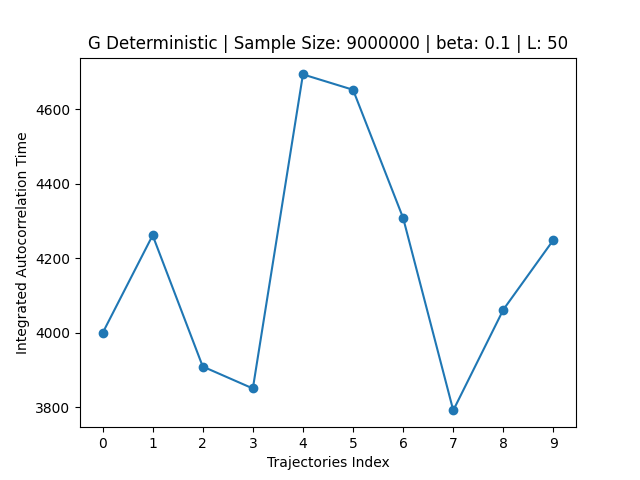 G Deterministic | Sample Size: 9000000 | beta: 0.1 | L: 50
Integrated Autocorrelation Time
4600
4400
4200
4000
3800
0 1 2 3 4 5 6 7 8 9
Trajectories Index